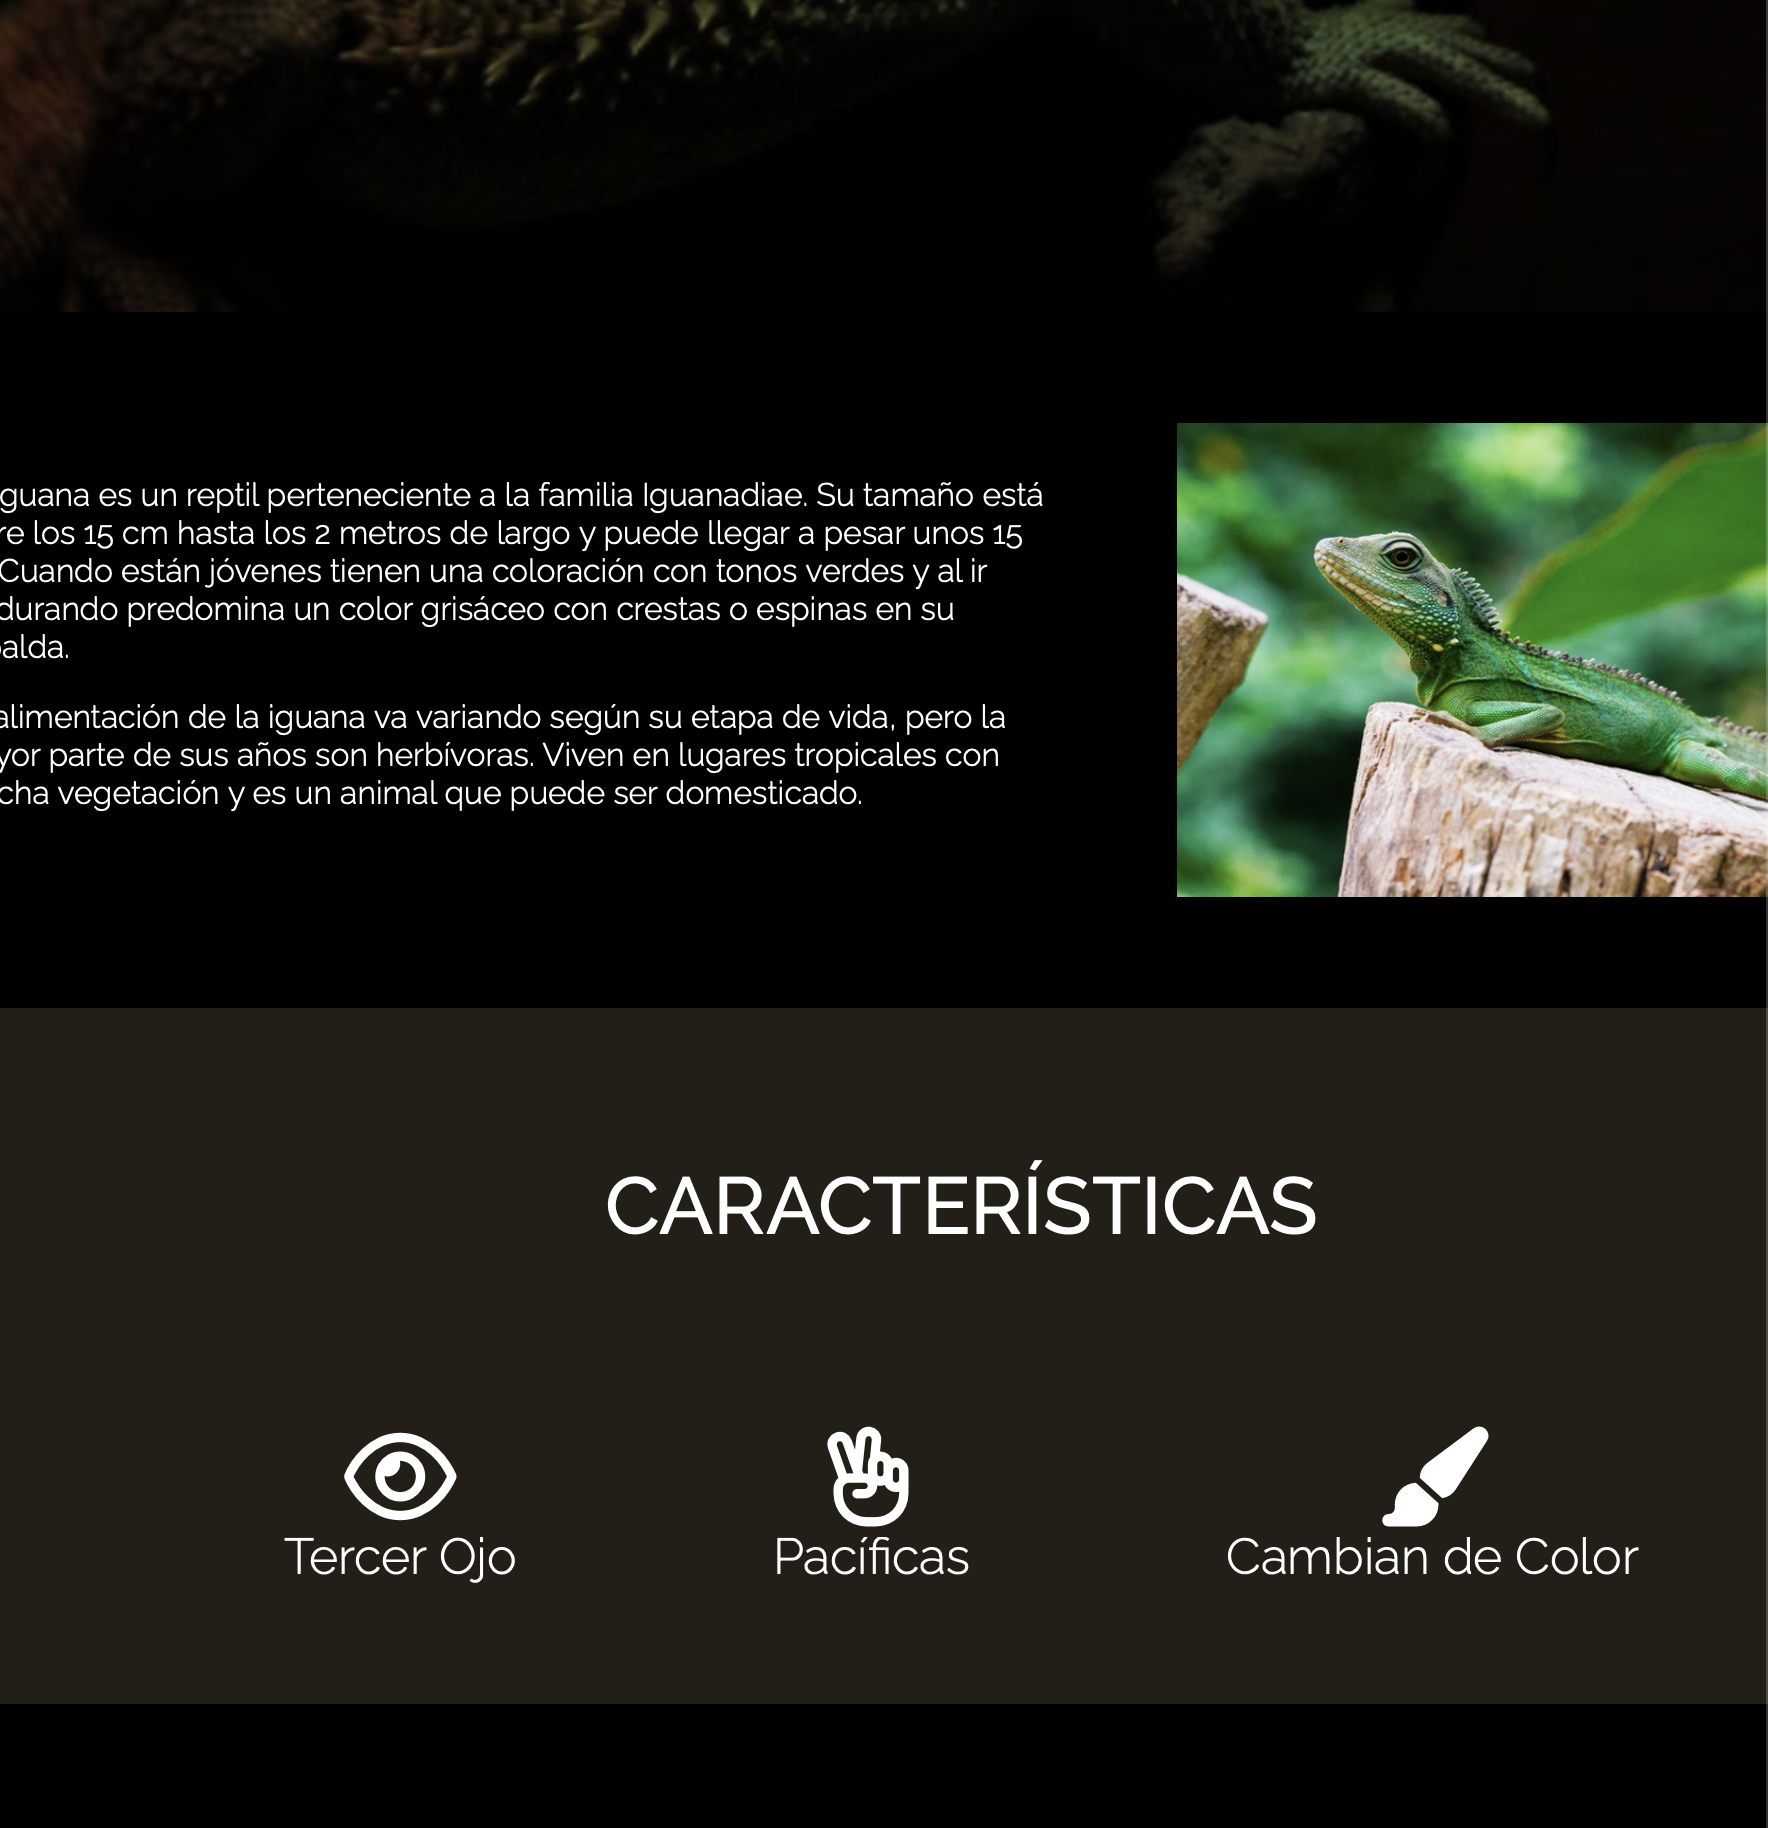 guana es un reptil perteneciente a la familia Iguanadiae. Su tamaño está
re los 15 cm hasta los 2 metros de largo y puede llegar a pesar unos 15
Cuando están jóvenes tienen una coloración con tonos verdes y al ir
durando predomina un color grisáceo con crestas o espinas en su
alda.
alimentación de la iguana va variando según su etapa de vida, pero la
yor parte de sus años son herbívoras. Viven en lugares tropicales con
cha vegetación y es un animal que puede ser domesticado.
CARACTERÍSTICAS
Tercer Ojo
Pacíficas
Cambian de Color